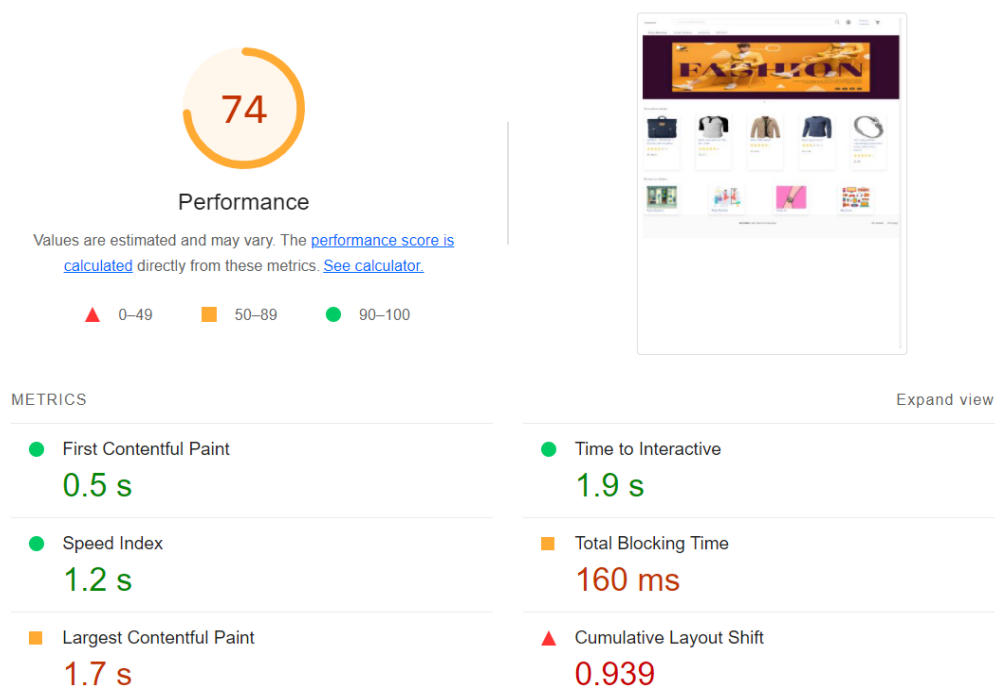 74
Performance
Values are estimated and may vary. The performance score is
calculated directly from these metrics. See calculator.
0–49
50–89
90–100
FASHION
METRICS
Expand view
First Contentful Paint
0.5 s
Time to Interactive
1.9 s
Speed Index
1.2 s
Total Blocking Time
160 ms
Largest Contentful Paint
1.7 s
Cumulative Layout Shift
0.939